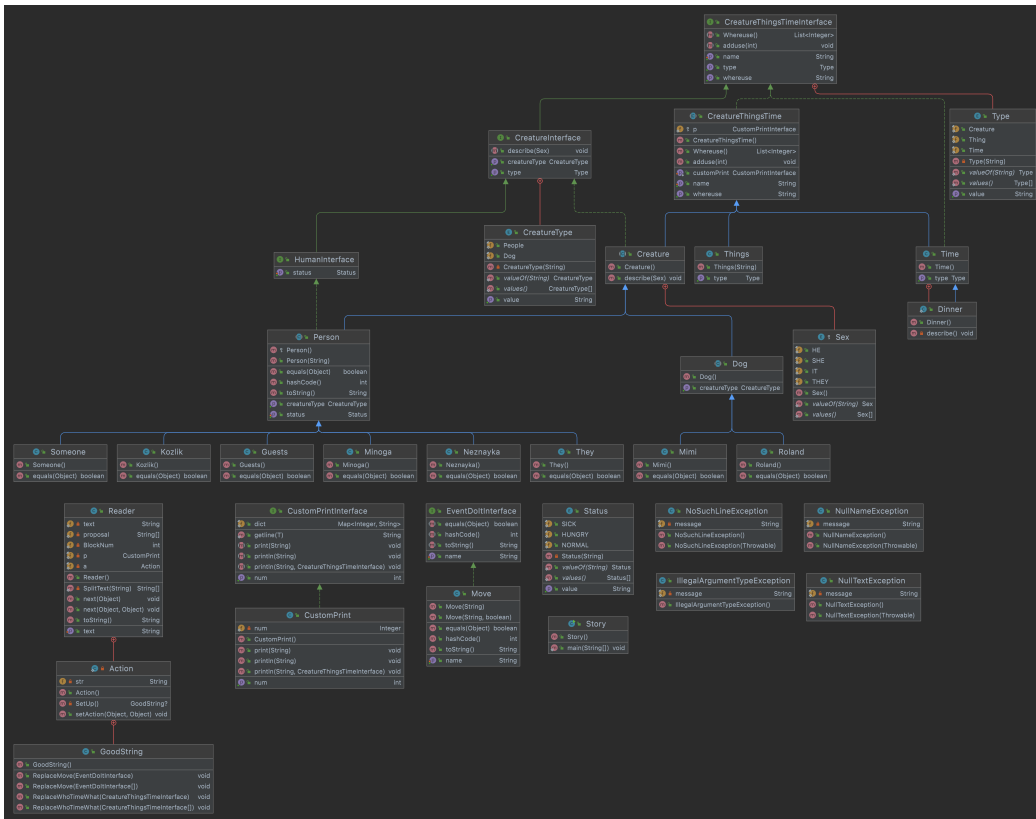 CreatureThingsTimeInterface
Whereuse() List<Integer>
adduse(int) void
name String
type Type
whereuse String
CreatureThingsTime
p CustomPrintInterface
CreatureThingsTime()
Whereuse() List<Integer>
adduse(int) void
customPrint CustomPrintInterface
name String
whereuse String
Type
Creature
Thing
Time
Type(String)
valueOf(String) Type
values() Type[]
value String
CreatureInterface
describe(Sex) void
creatureType CreatureType
type Type
CreatureType
People
Dog
CreatureType(String)
valueOf(String) CreatureType
values() CreatureType[]
value String
HumanInterface
status Status
Creature
Creature()
describe(Sex) void
Things
Things(String)
type Type
Time
Time()
type Type
Dinner
Dinner()
describe() void
Person
Person()
Person(String)
equals(Object) boolean
hashCode() int
toString() String
creatureType CreatureType
status Status
Dog
Dog()
creatureType CreatureType
Sex
HE
SHE
IT
THEY
Sex()
valueOf(String) Sex
values() Sex[]
Someone
Someone()
equals(Object) boolean
Kozlik
Kozlik()
equals(Object) boolean
Guests
Guests()
equals(Object) boolean
Minoga
Minoga()
equals(Object) boolean
Neznayka
Neznayka()
equals(Object) boolean
They
They()
equals(Object) boolean
Mimi
Mimi()
equals(Object) boolean
Roland
Roland()
equals(Object) boolean
Reader
text String
proposal String[]
BlockNum int
p CustomPrint
a Action
Reader()
SplitText(String) String[]
next(Object) void
next(Object, Object) void
toString() String
text String
CustomPrintInterface
dict Map<Integer, String>
getline(T) String
print(String) void
println(String) void
println(String, CreatureThingsTimeInterface) void
num int
EventDoItInterface
equals(Object) boolean
hashCode() int
toString() String
name String
Status
SICK
HUNGRY
NORMAL
Status(String)
valueOf(String) Status
values() Status[]
value String
NoSuchLineException
message String
NoSuchLineException()
NoSuchLineException(Throwable)
NullNameException
message String
NullNameException()
NullNameException(Throwable)
IllegalArgumentTypeException
message String
IllegalArgumentTypeException()
NullTextException
message String
NullTextException()
NullTextException(Throwable)
CustomPrint
num Integer
CustomPrint()
print(String) void
println(String) void
println(String, CreatureThingsTimeInterface) void
num int
Move
Move(String)
Move(String, boolean)
equals(Object) boolean
hashCode() int
toString() String
name String
Story
Story()
main(String[]) void
Action
str String
Action()
SetUp() GoodString?
setAction(Object, Object) void
GoodString
GoodString()
ReplaceMove(EventDoItInterface) void
ReplaceMove(EventDoItInterface[]) void
ReplaceWhoTimeWhat(CreatureThingsTimeInterface) void
ReplaceWhoTimeWhat(CreatureThingsTimeInterface[]) void